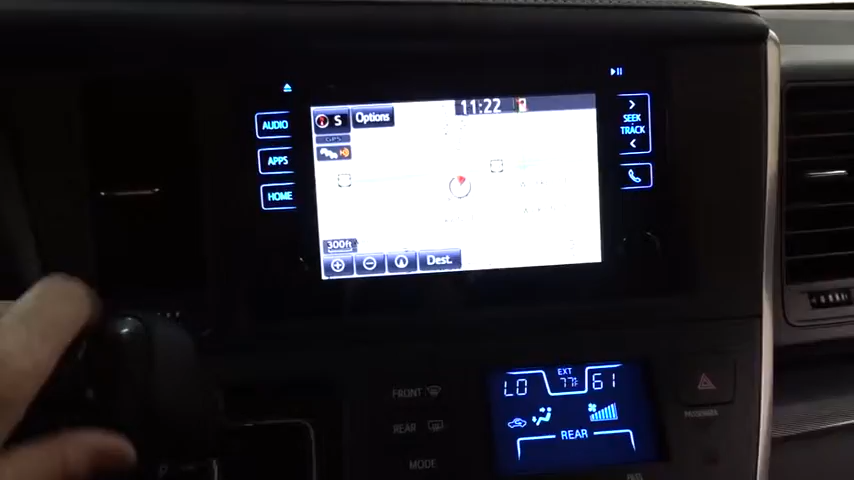 11:22
S
Options
GPS
AUDIO
APPS
HOME
SEEK
TRACK
300ft
Dest.
FRONT
REAR
MODE
LO
EXT
77°F
61
REAR
PASSENGER